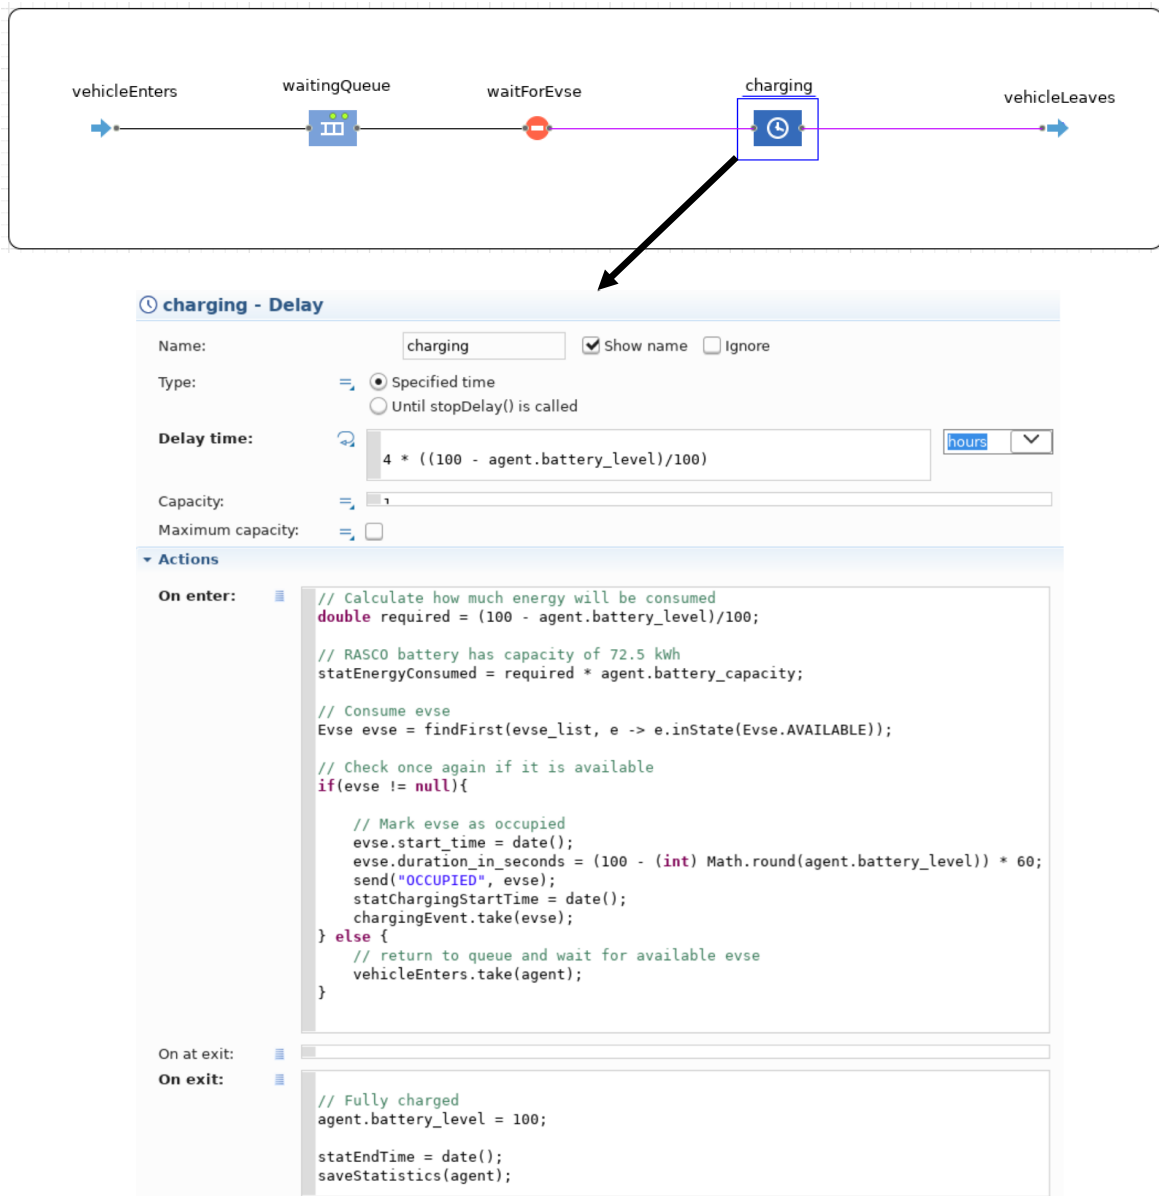 vehicleEnters
waitingQueue
waitForEvse
charging
vehicleLeaves
charging - Delay
Name:
charging
Show name
Ignore
Type:
Specified time
Until stopDelay() is called
Delay time:
4 * ((100 - agent.battery_level)/100)
hours
Capacity:
1
Maximum capacity:
Actions
On enter:
// Calculate how much energy will be consumed
double required = (100 - agent.battery_level)/100;
// RASCO battery has capacity of 72.5 kWh
statEnergyConsumed = required * agent.battery_capacity;
// Consume evse
Evse evse = findFirst(evse_list, e -> e.inState(Evse.AVAILABLE));
// Check once again if it is available
if(evse != null){
// Mark evse as occupied
evse.start_time = date();
evse.duration_in_seconds = (100 - (int) Math.round(agent.battery_level)) * 60;
send("OCCUPIED", evse);
statChargingStartTime = date();
chargingEvent.take(evse);
} else {
// return to queue and wait for available evse
vehicleEnters.take(agent);
}
On at exit:
On exit:
// Fully charged
agent.battery_level = 100;
statEndTime = date();
saveStatistics(agent);